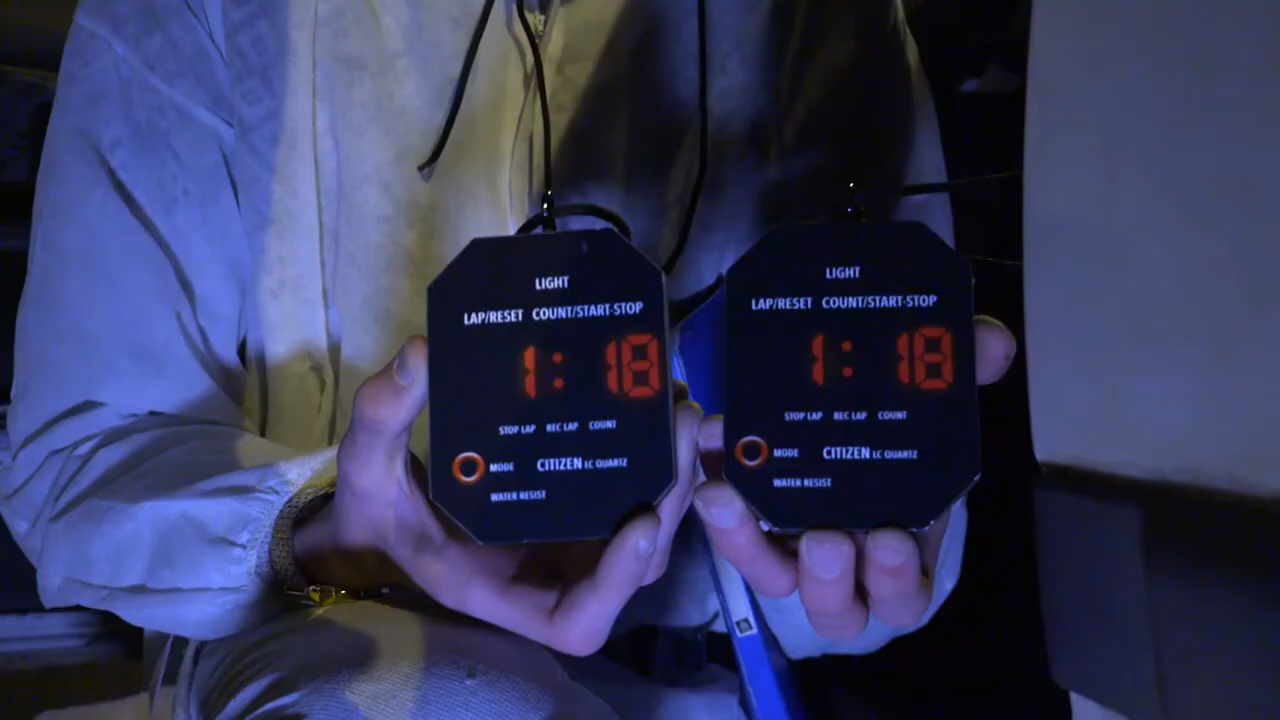 LIGHT
LAP/RESET COUNT/START-STOP
1: 18
STOP LAP REC LAP COUNT
MODE CITIZEN LC QUARTZ
WATER RESIST
LIGHT
LAP/RESET COUNT/START-STOP
1: 18
STOP LAP REC LAP COUNT
MODE CITIZEN LC QUARTZ
WATER RESIST